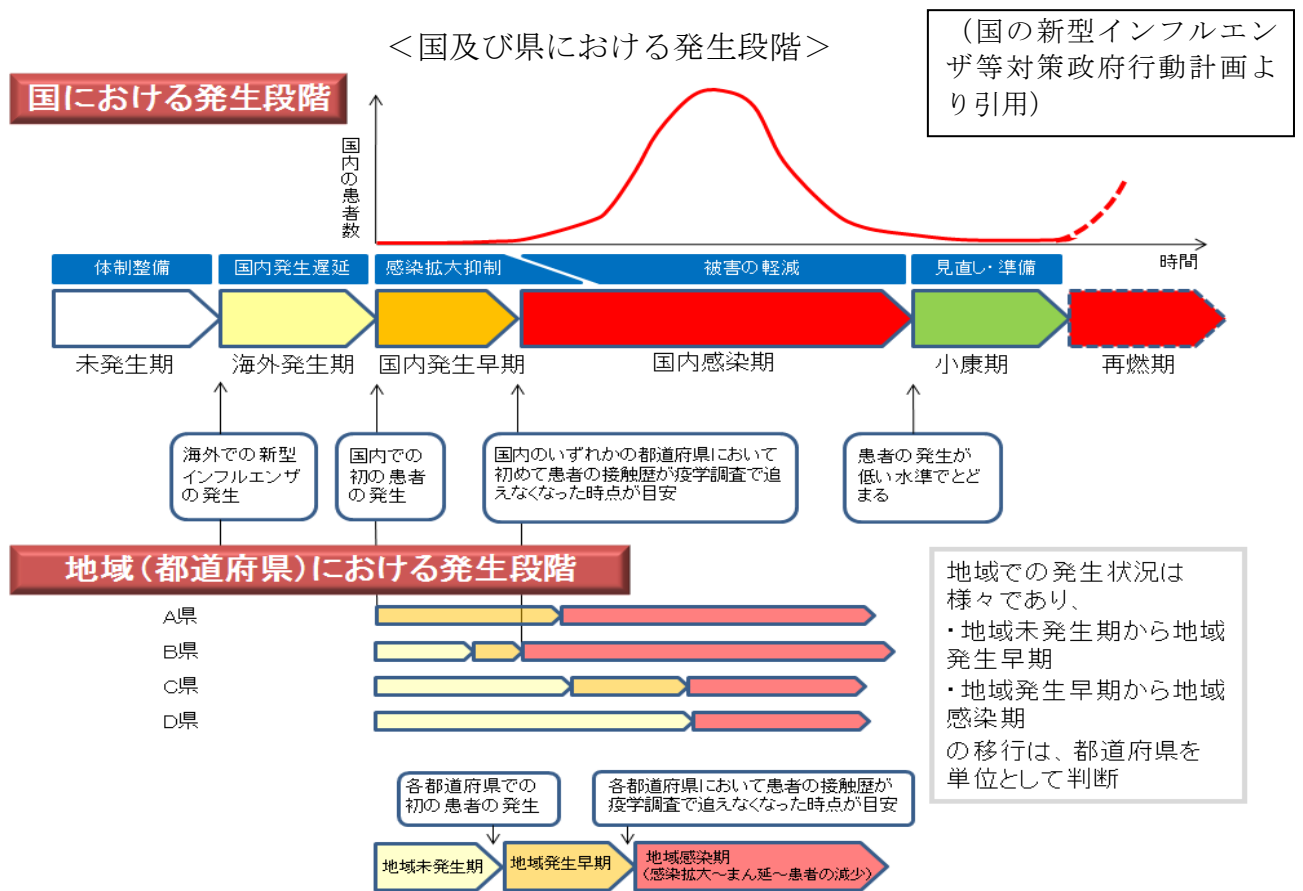 ＜国及び県における発生段階＞
（国の新型インフルエン
ザ等対策政府行動計画よ
り引用）
国における発生段階
国内の患者数
時間
体制整備
国内発生遅延
感染拡大抑制
被害の軽減
見直し・準備
未発生期
海外発生期
国内発生早期
国内感染期
小康期
再燃期
海外での新型
インフルエンザ
の発生
国内での
初の患者の
発生
国内のいずれかの都道府県において
初めて患者の接触歴が疫学調査で追
えなくなった時点が目安
患者の発生が
低い水準でとど
まる
地域（都道府県）における発生段階
A県
B県
C県
D県
地域での発生状況は
様々であり、
・地域未発生期から地域
発生早期
・地域発生早期から地域
感染期
の移行は、都道府県を
単位として判断
各都道府県での
初の患者の発生
各都道府県において患者の接触歴が
疫学調査で追えなくなった時点が目安
地域未発生期
地域発生早期
地域感染期
（感染拡大～まん延～患者の減少）